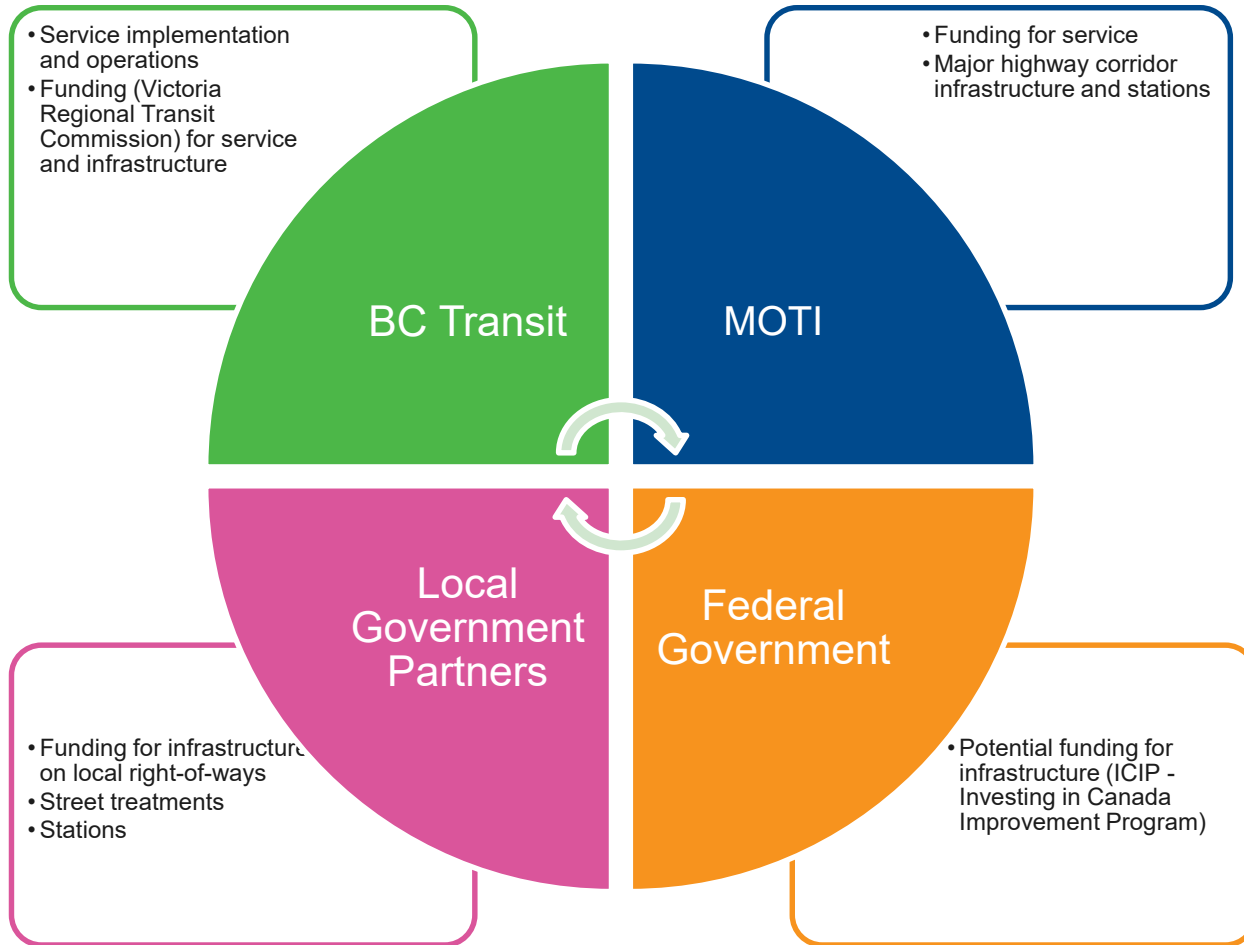 • Service implementation
and operations
• Funding (Victoria
Regional Transit
Commission) for service
and infrastructure
• Funding for service
• Major highway corridor
infrastructure and stations
BC Transit
MOTI
Local
Government
Partners
Federal
Government
• Funding for infrastructure
on local right-of-ways
• Street treatments
• Stations
• Potential funding for
infrastructure (ICIP -
Investing in Canada
Improvement Program)